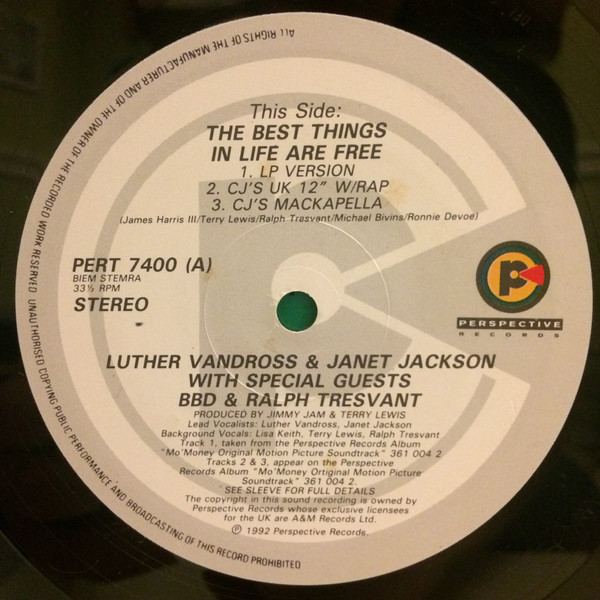 This Side:
THE BEST THINGS
IN LIFE ARE FREE
1. LP VERSION
2. CJ'S UK 12" W/RAP
3. CJ'S MACKAPELLA
(James Harris III/Terry Lewis/Ralph Tresvant/Michael Bivins/Ronnie Devoe)
PERT 7400 (A)
BIEM STEMRA
33⅓ RPM
STEREO
p
PERSPECTIVE
RECORDS
LUTHER VANDROSS & JANET JACKSON
WITH SPECIAL GUESTS
BBD & RALPH TRESVANT
PRODUCED BY JIMMY JAM & TERRY LEWIS
Lead Vocalists: Luther Vandross, Janet Jackson
Background Vocals: Lisa Keith, Terry Lewis, Ralph Tresvant
Track 1, taken from the Perspective Records Album
"Mo'Money Original Motion Picture Soundtrack" 361 004 2
Tracks 2 & 3, appear on the Perspective
Records Album "Mo'Money Ortiginal Motion Picture
Soundtrack" 361 004 2.
SEE SLEEVE FOR FULL DETAILS
The copyright in this sound recording is owned by
Perspective Records whose exclusive licensees
for the UK are A&M Records Ltd.
℗ 1992 Perspective Records.
ALL RIGHTS OF THE MANUFACTURER AND OF THE OWNER OF THE RECORDED WORK RESERVED. UNAUTHORISED COPYING PUBLIC PERFORMANCE AND BROADCASTING OF THIS RECORD PROHIBITED